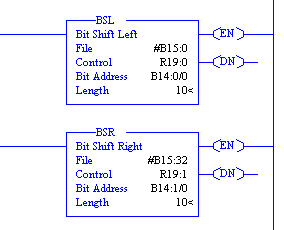 BSL
Bit Shift Left
EN
File #B15:0
Control R19:0
DN
Bit Address B14:0/0
Length 10<
BSR
Bit Shift Right
EN
File #B15:32
Control R19:1
DN
Bit Address B14:1/0
Length 10<